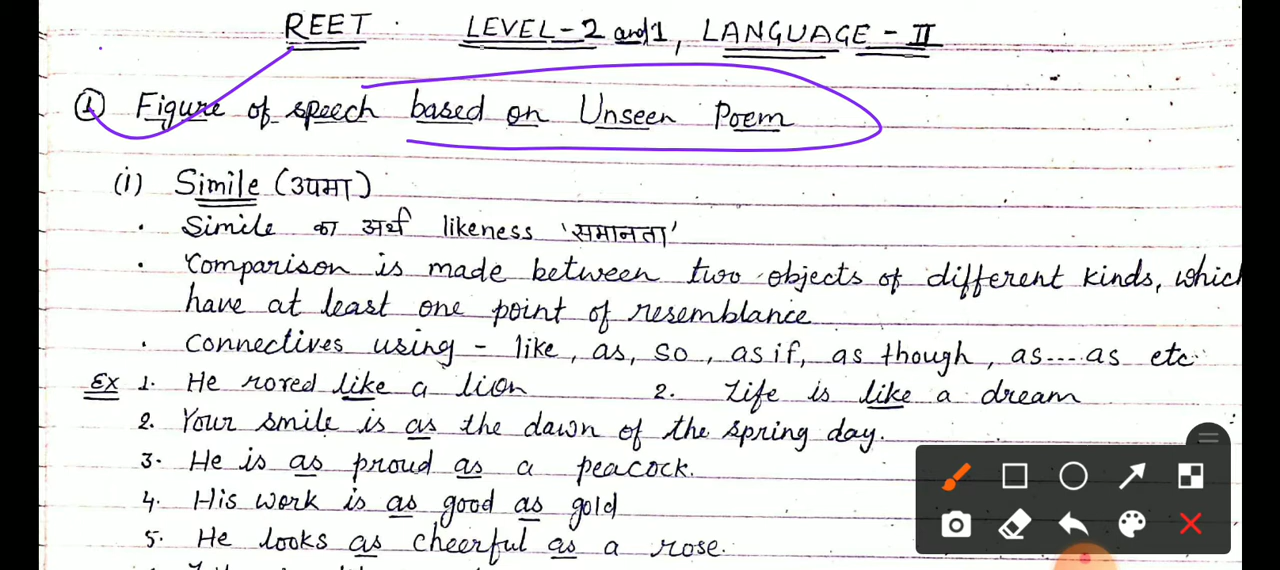 REET : LEVEL-2 and 1, LANGUAGE - II
① Figure of speech based on Unseen Poem
(i) Simile (उपमा)
· Simile का अर्थ likeness 'समानता'
· Comparison is made between two objects of different kinds, which
have at least one point of resemblance
· Connectives using - like, as, so, as if, as though, as....as etc.
Ex 1. He rored like a lion 2. Life is like a dream
2. Your smile is as the dawn of the spring day.
3. He is as proud as a peacock.
4. His work is as good as gold
5. He looks as cheerful as a rose.